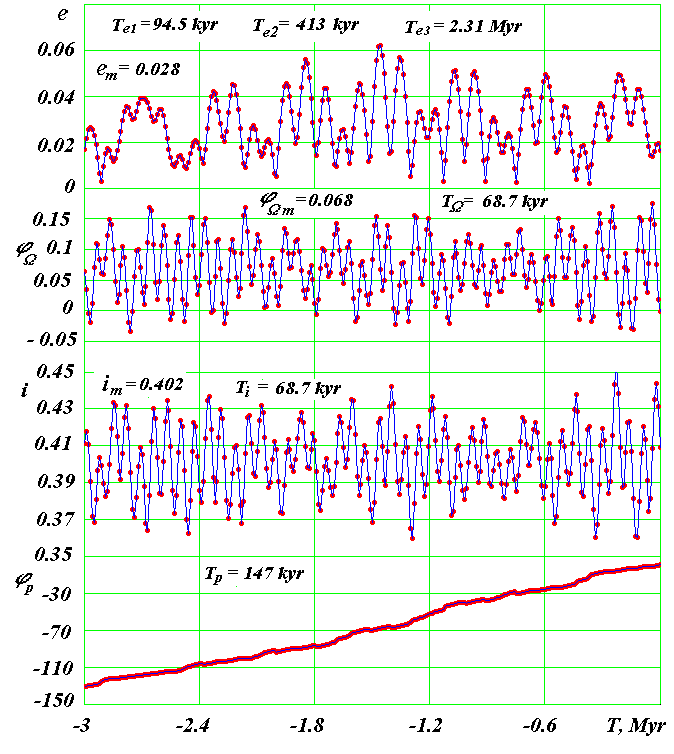 e T_e1 = 94.5 kyr T_e2 = 413 kyr T_e3 = 2.31 Myr
0.06
e_m = 0.028
0.04
0.02
0
φ_Ωm = 0.068 T_Ω = 68.7 kyr
0.15
φ_Ω 0.1
0.05
0
- 0.05
0.45
i i_m = 0.402 T_i = 68.7 kyr
0.43
0.41
0.39
0.37
0.35
φ_p T_p = 147 kyr
-30
-70
-110
-150
-3 -2.4 -1.8 -1.2 -0.6 T, Myr